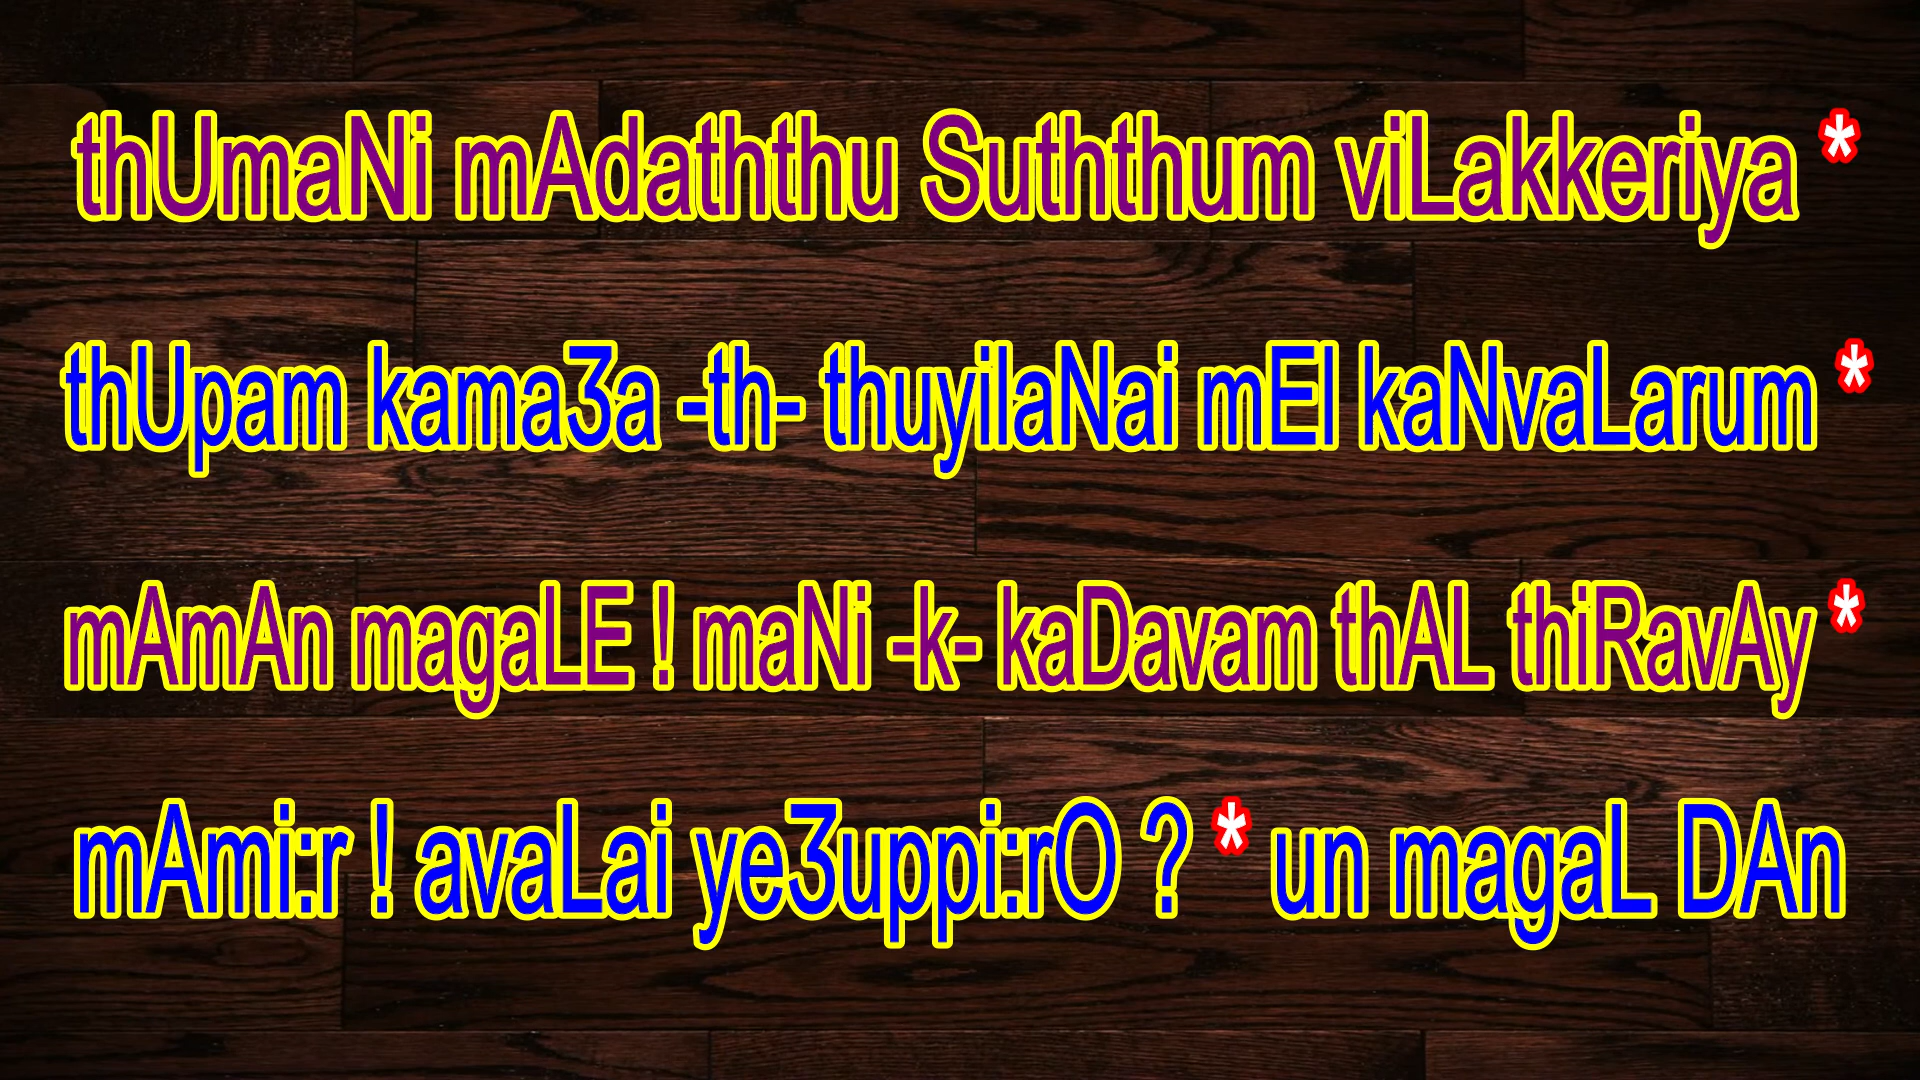 thUmaNi mAdaththu Suththum viLakkeriya *
thUpam kama3a -th- thuyilaNai mEl kaNvaLarum *
mAmAn magaLE ! maNi -k- kaDavam thAL thiRavAy *
mAmi:r ! avaLai ye3uppi:rO ? * un magaL DAn